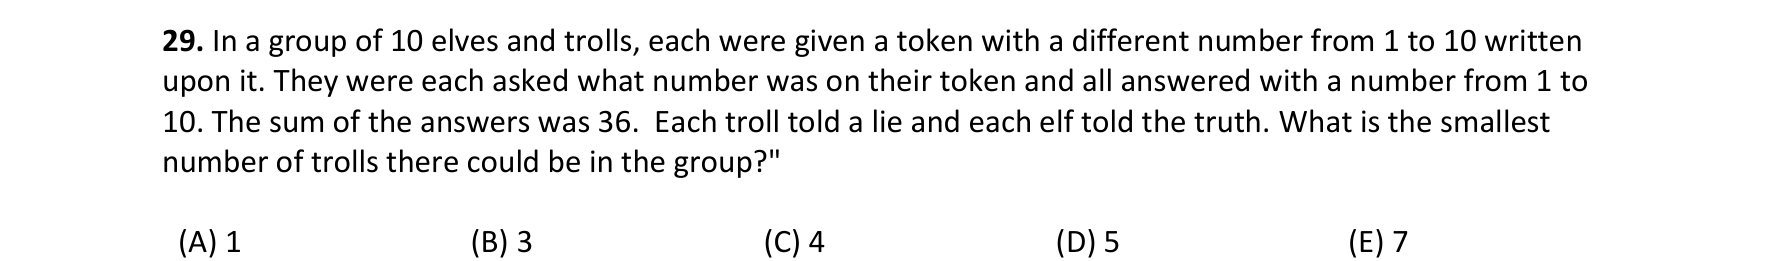 29. In a group of 10 elves and trolls, each were given a token with a different number from 1 to 10 written
upon it. They were each asked what number was on their token and all answered with a number from 1 to
10. The sum of the answers was 36.  Each troll told a lie and each elf told the truth. What is the smallest
number of trolls there could be in the group?"
(A) 1 (B) 3 (C) 4 (D) 5 (E) 7